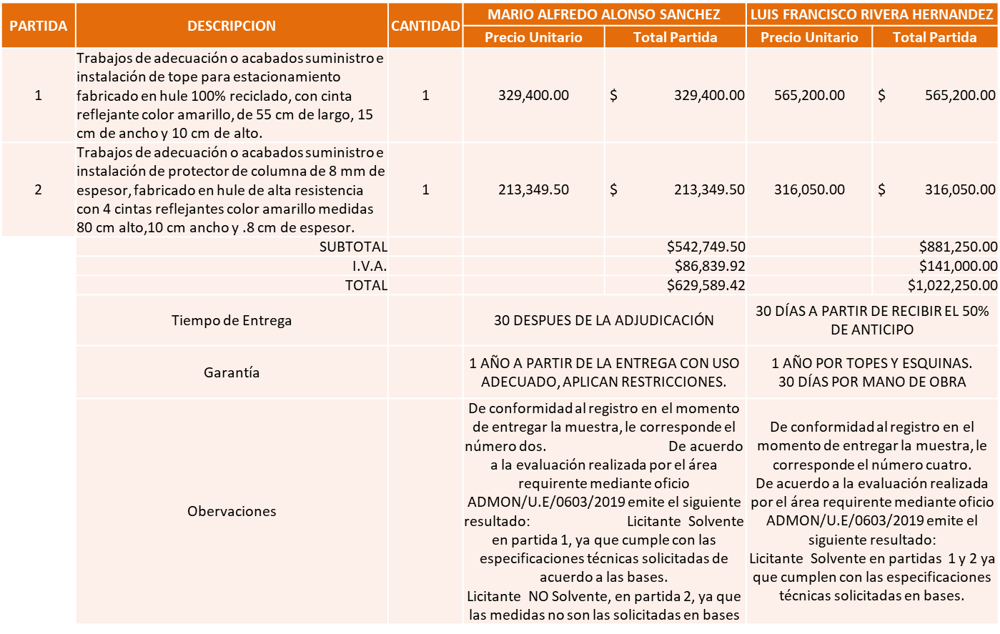 PARTIDA DESCRIPCION CANTIDAD MARIO ALFREDO ALONSO SANCHEZ LUIS FRANCISCO RIVERA HERNANDEZ
Precio Unitario Total Partida Precio Unitario Total Partida
1
Trabajos de adecuación o acabados suministro e
instalación de tope para estacionamiento
fabricado en hule 100% reciclado, con cinta
reflejante color amarillo, de 55 cm de largo, 15
cm de ancho y 10 cm de alto.
1 329,400.00 $ 329,400.00 565,200.00 $ 565,200.00
2
Trabajos de adecuación o acabados suministro e
instalación de protector de columna de 8 mm de
espesor, fabricado en hule de alta resistencia
con 4 cintas reflejantes color amarillo medidas
80 cm alto,10 cm ancho y .8 cm de espesor.
1 213,349.50 $ 213,349.50 316,050.00 $ 316,050.00
SUBTOTAL $542,749.50 $881,250.00
I.V.A. $86,839.92 $141,000.00
TOTAL $629,589.42 $1,022,250.00
Tiempo de Entrega
30 DESPUES DE LA ADJUDICACIÓN
30 DÍAS A PARTIR DE RECIBIR EL 50%
DE ANTICIPO
Garantía
1 AÑO A PARTIR DE LA ENTREGA CON USO
ADECUADO, APLICAN RESTRICCIONES.
1 AÑO POR TOPES Y ESQUINAS.
30 DÍAS POR MANO DE OBRA
Obervaciones
De conformidad al registro en el momento
de entregar la muestra, le corresponde el
número dos. De acuerdo
a la evaluación realizada por el área
requirente mediante oficio
ADMON/U.E/0603/2019 emite el siguiente
resultado: Licitante Solvente
en partida 1, ya que cumple con las
especificaciones técnicas solicitadas de
acuerdo a las bases.
Licitante NO Solvente, en partida 2, ya que
las medidas no son las solicitadas en bases
De conformidad al registro en el
momento de entregar la muestra, le
corresponde el número cuatro.
De acuerdo a la evaluación realizada
por el área requirente mediante oficio
ADMON/U.E/0603/2019 emite el
siguiente resultado:
Licitante Solvente en partidas 1 y 2 ya
que cumplen con las especificaciones
técnicas solicitadas en bases.